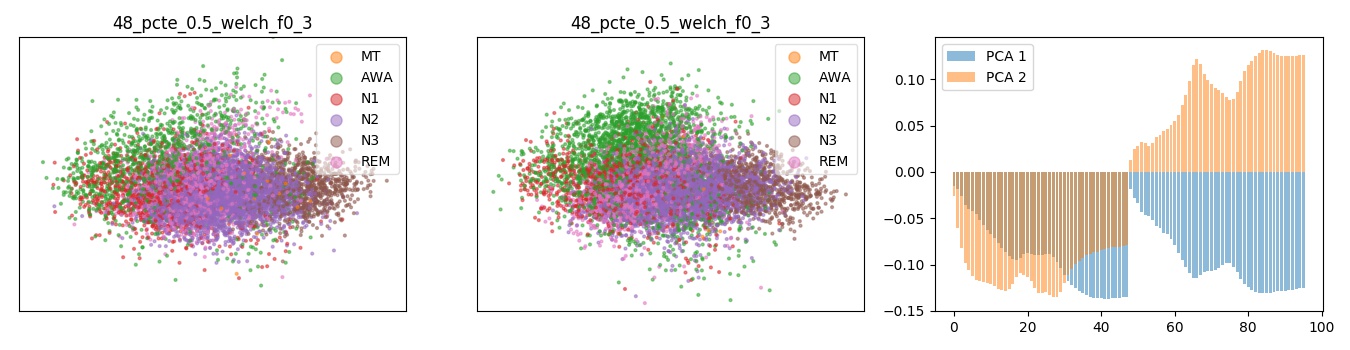 48_pcte_0.5_welch_f0_3
MT
AWA
N1
N2
N3
REM
48_pcte_0.5_welch_f0_3
MT
AWA
N1
N2
N3
REM
PCA 1
PCA 2
0.10
0.05
0.00
−0.05
−0.10
−0.15
0 20 40 60 80 100